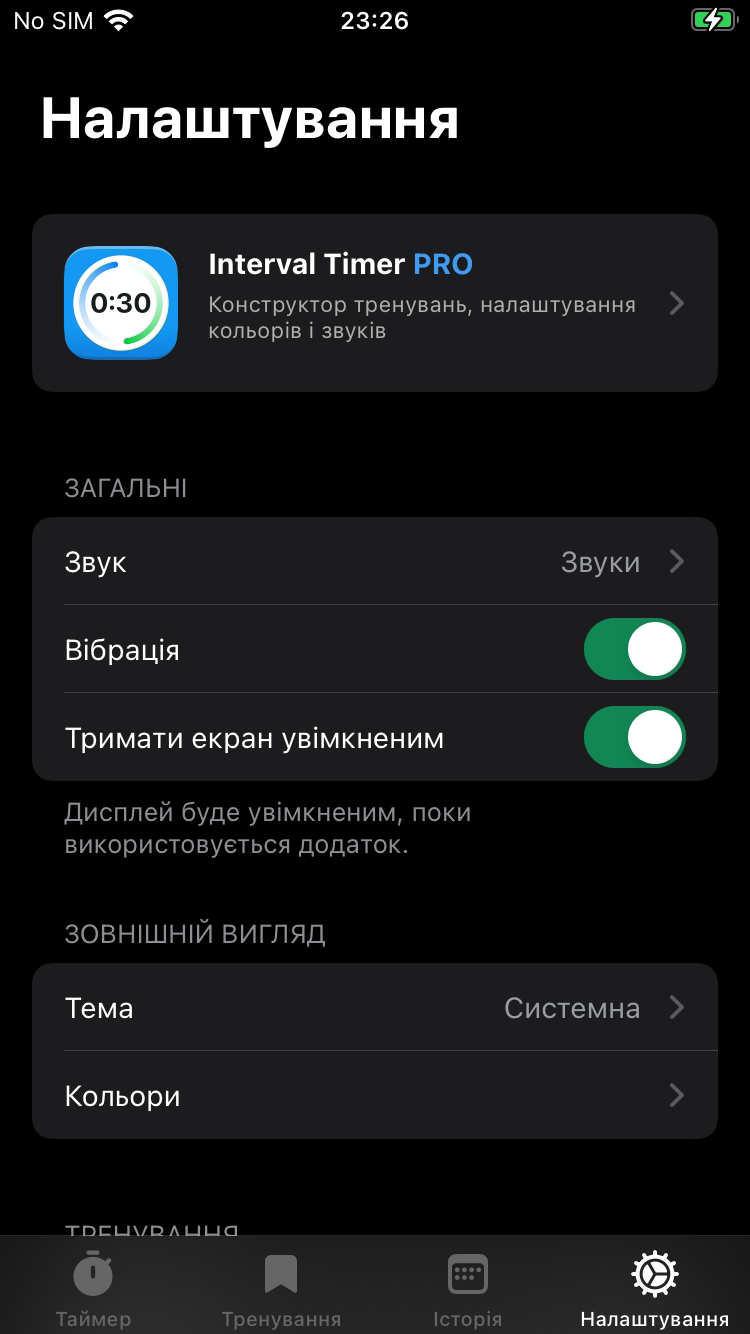 No SIM 23:26
Налаштування
0:30
Interval Timer PRO
Конструктор тренувань, налаштування
кольорів і звуків
ЗАГАЛЬНІ
Звук Звуки
Вібрація
Тримати екран увімкненим
Дисплей буде увімкненим, поки
використовується додаток.
ЗОВНІШНІЙ ВИГЛЯД
Тема Системна
Кольори
ТРЕНУВАННЯ
Таймер Тренування Історія Налаштування